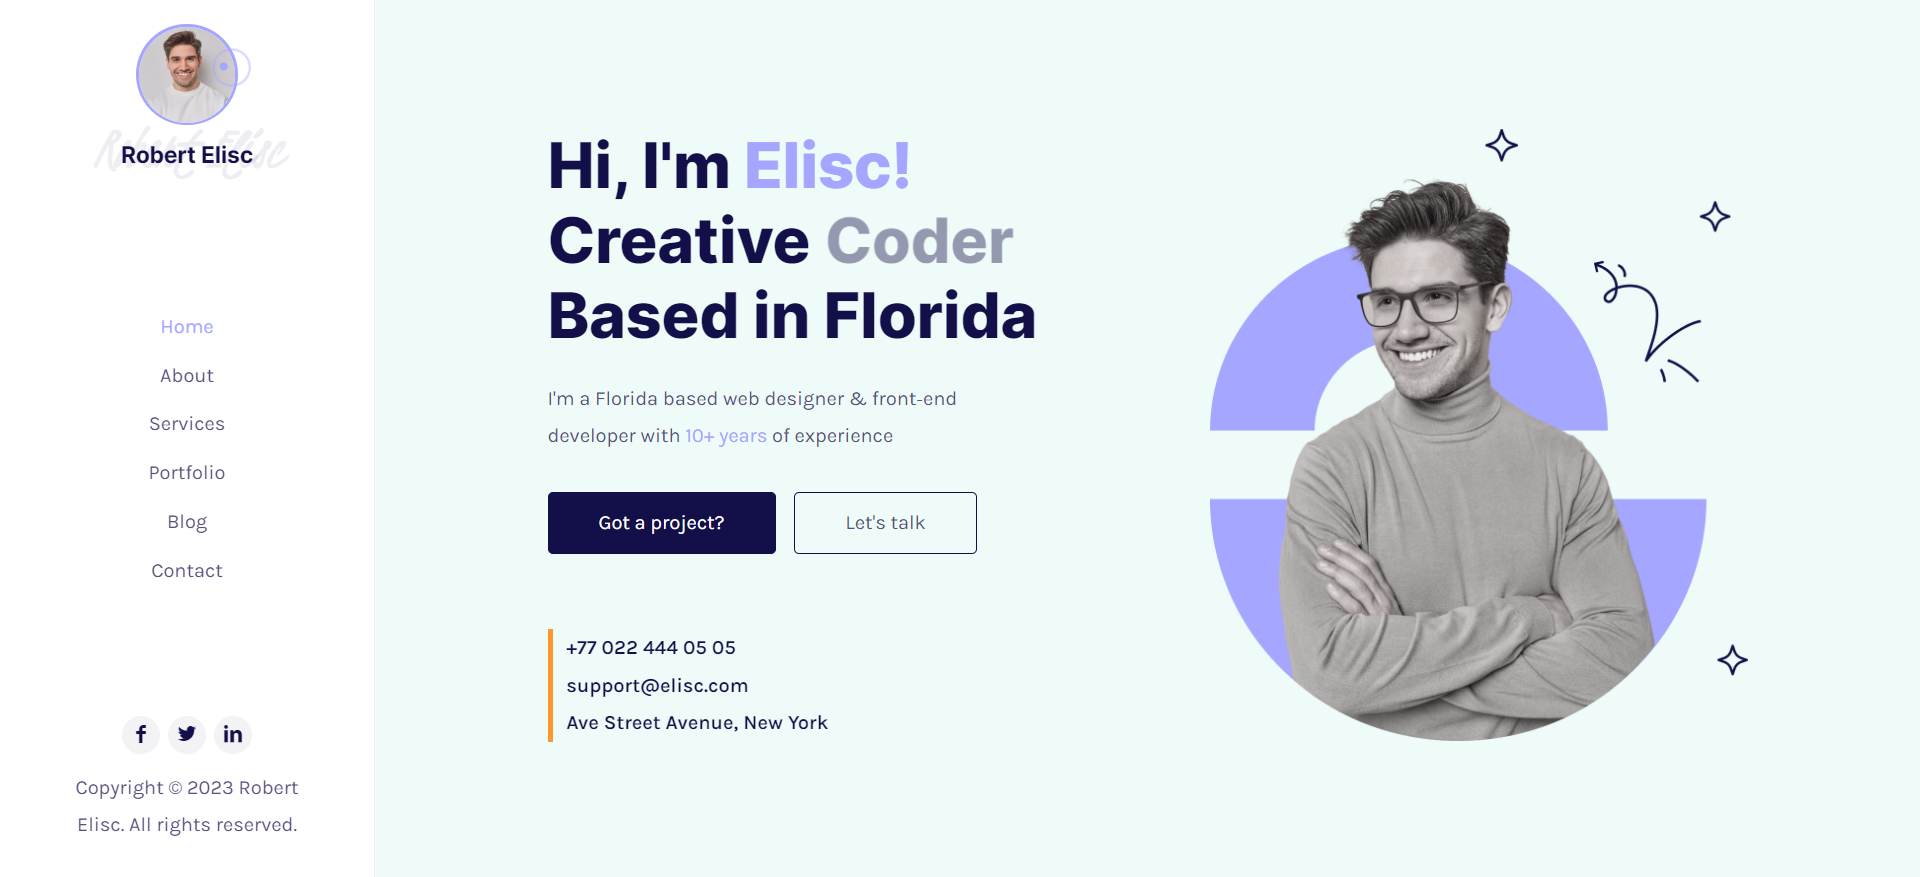 Robert Elisc
Robert Elisc
Home
About
Services
Portfolio
Blog
Contact
Copyright © 2023 Robert
Elisc. All rights reserved.
Hi, I'm Elisc!
Creative Coder
Based in Florida
I'm a Florida based web designer & front-end
developer with 10+ years of experience
Got a project?
Let's talk
+77 022 444 05 05
support@elisc.com
Ave Street Avenue, New York